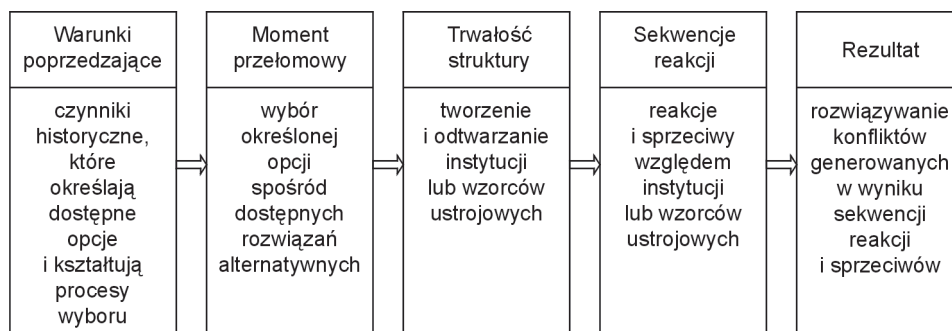 Warunki
poprzedzające
czynniki
historyczne,
które
określają
dostępne
opcje
i kształtują
procesy
wyboru
Moment
przełomowy
wybór
określonej
opcji
spośród
dostępnych
rozwiązań
alternatywnych
Trwałość
struktury
tworzenie
i odtwarzanie
instytucji
lub wzorców
ustrojowych
Sekwencje
reakcji
reakcje
i sprzeciwy
względem
instytucji
lub wzorców
ustrojowych
Rezultat
rozwiązywanie
konfliktów
generowanych
w wyniku
sekwencji
reakcji
i sprzeciwów